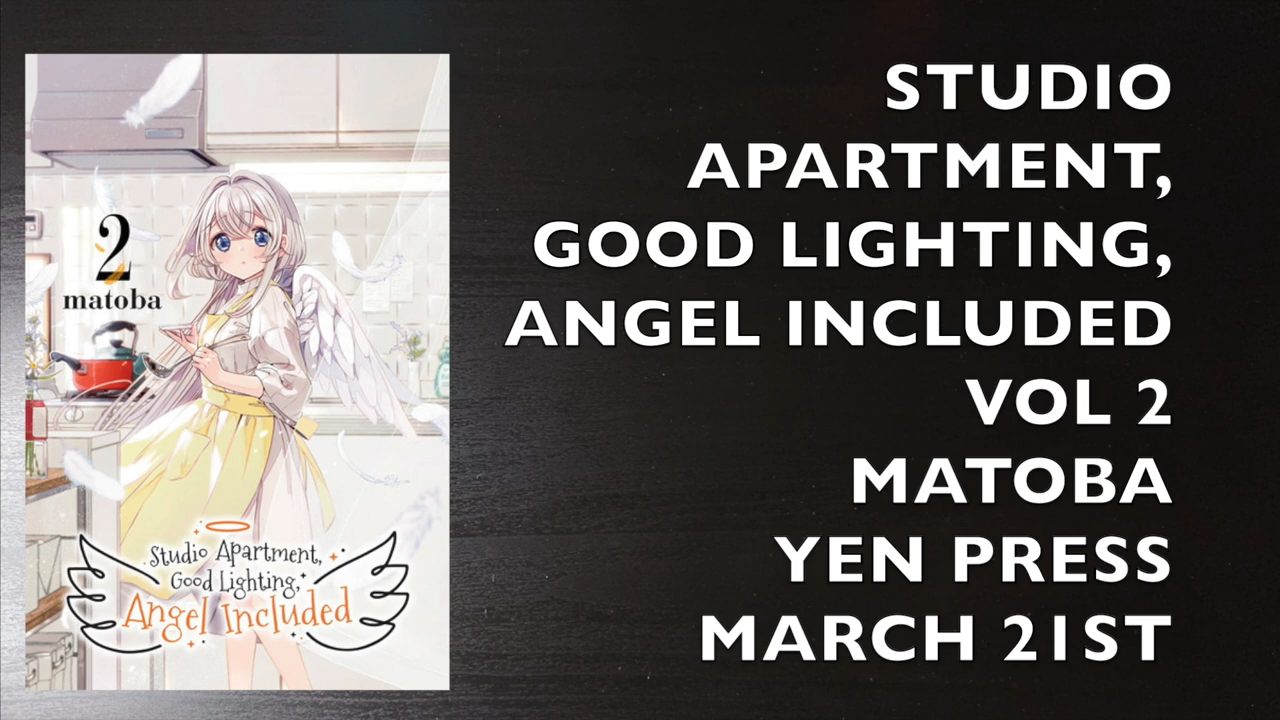 2
matoba
Studio Apartment,
Good Lighting,
Angel Included
STUDIO
APARTMENT,
GOOD LIGHTING,
ANGEL INCLUDED
VOL 2
MATOBA
YEN PRESS
MARCH 21ST